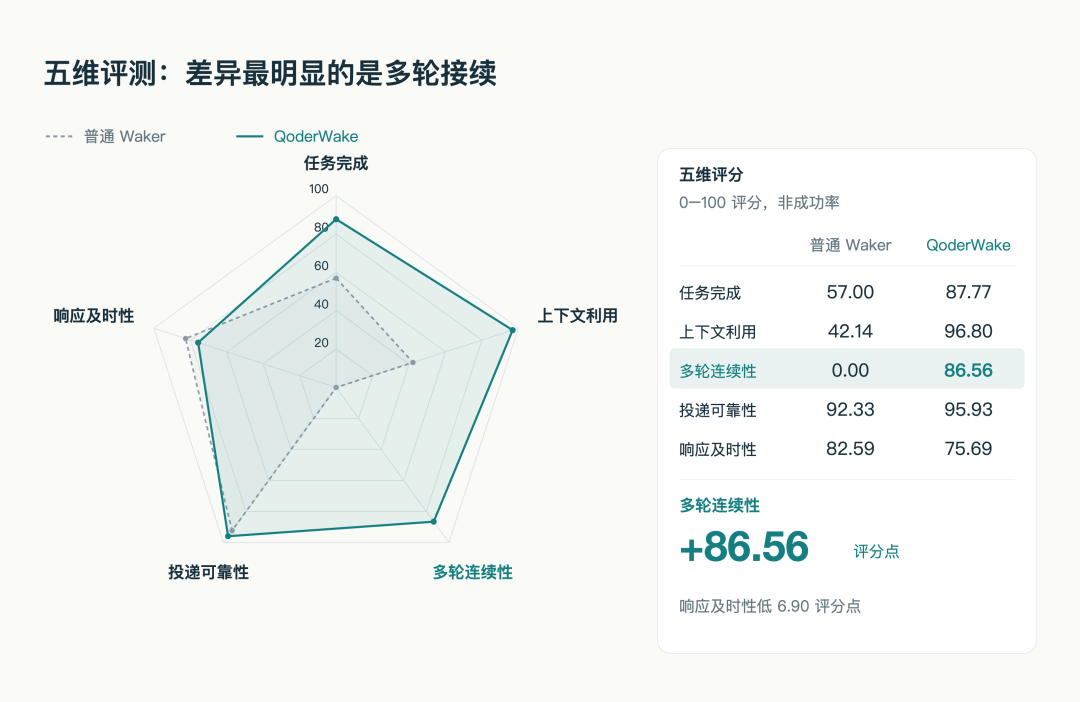 五维评测：差异最明显的是多轮接续
普通 Waker
QoderWake
任务完成
100
80
60
40
20
响应及时性
上下文利用
投递可靠性
多轮连续性
五维评分
0—100 评分，非成功率
普通 Waker QoderWake
任务完成 57.00 87.77
上下文利用 42.14 96.80
多轮连续性 0.00 86.56
投递可靠性 92.33 95.93
响应及时性 82.59 75.69
多轮连续性
+86.56 评分点
响应及时性低 6.90 评分点